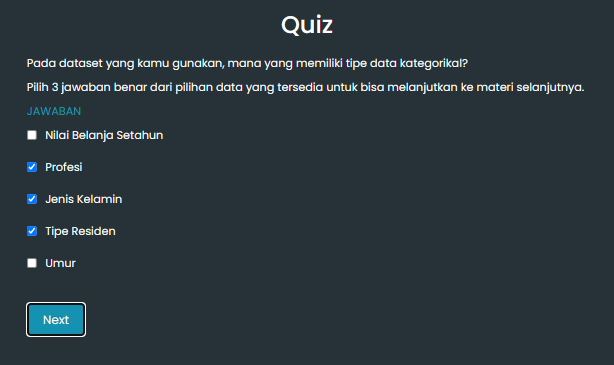 Quiz
Pada dataset yang kamu gunakan, mana yang memiliki tipe data kategorikal?
Pilih 3 jawaban benar dari pilihan data yang tersedia untuk bisa melanjutkan ke materi selanjutnya.
JAWABAN
Nilai Belanja Setahun
Profesi
Jenis Kelamin
Tipe Residen
Umur
Next